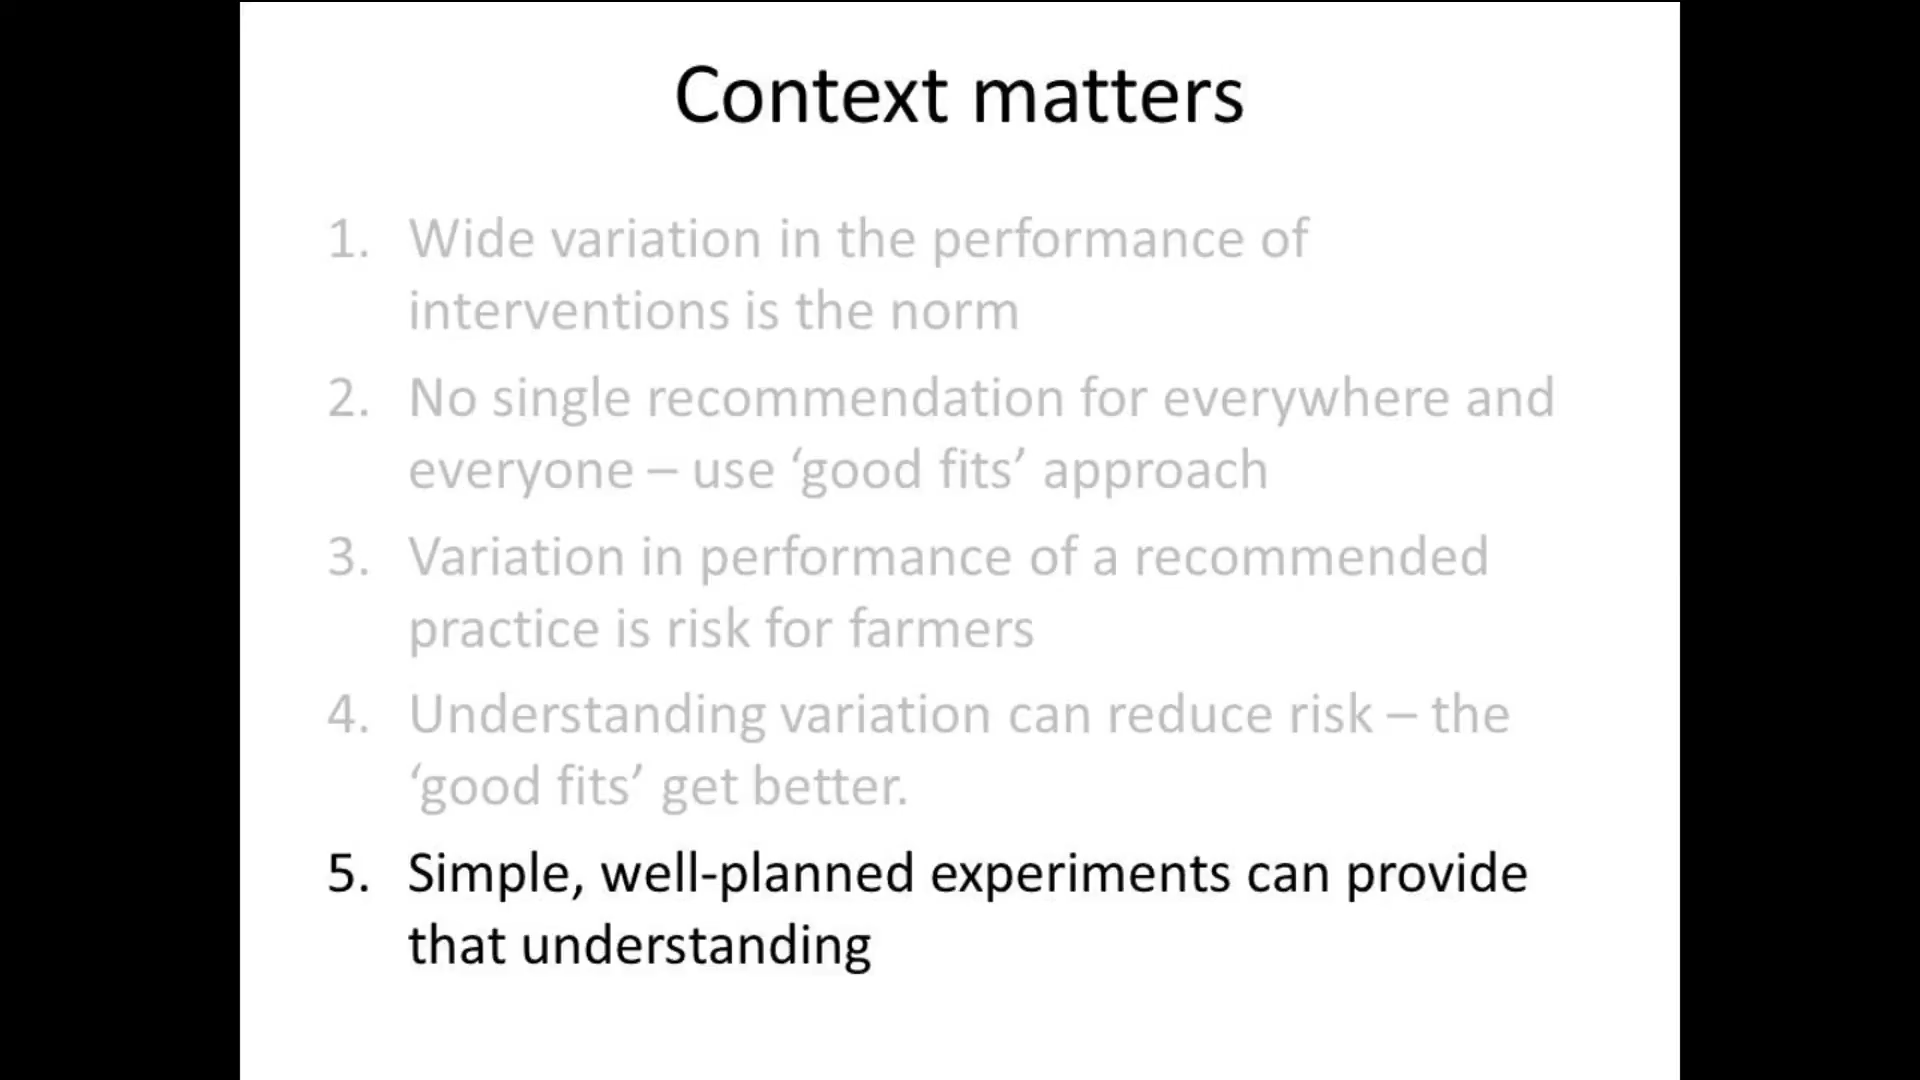 Context matters
1. Wide variation in the performance of
interventions is the norm
2. No single recommendation for everywhere and
everyone – use ‘good fits’ approach
3. Variation in performance of a recommended
practice is risk for farmers
4. Understanding variation can reduce risk – the
‘good fits’ get better.
5. Simple, well-planned experiments can provide
that understanding